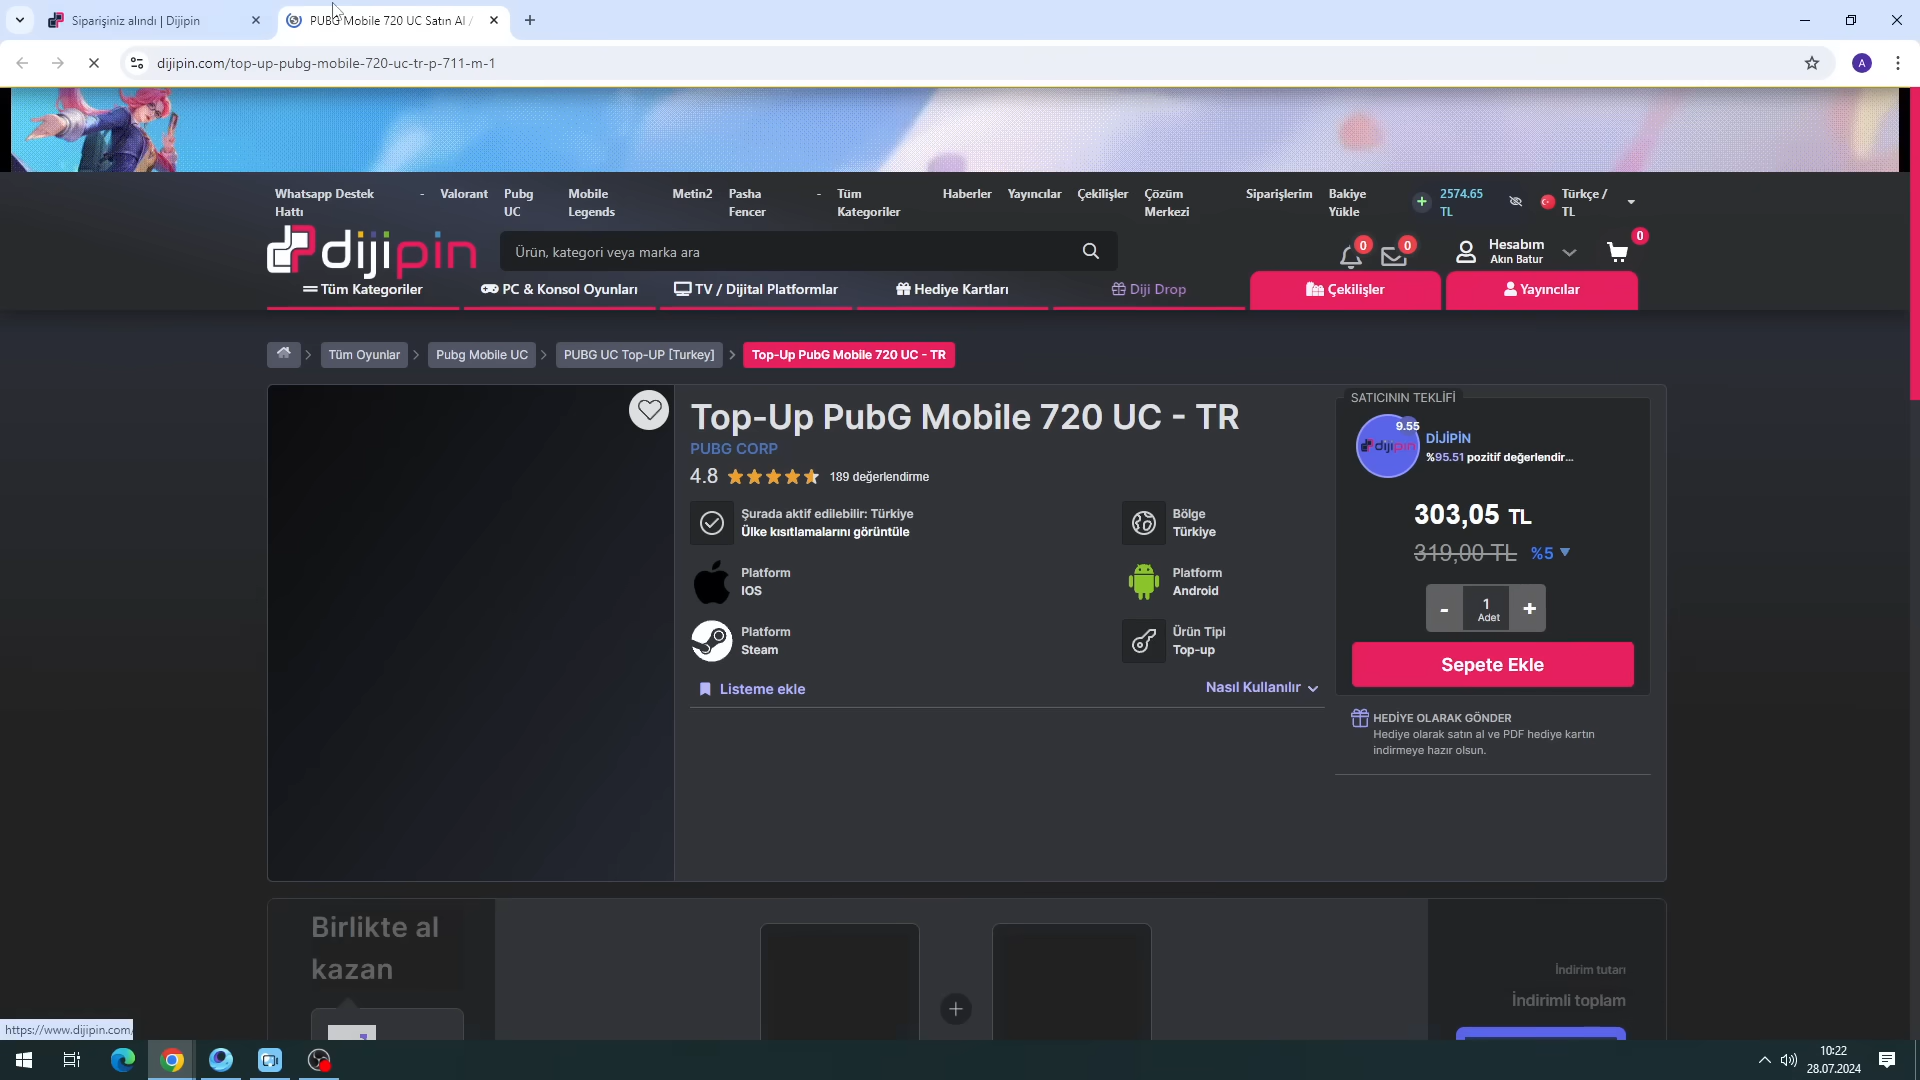 Siparişiniz alındı | Dijipin
PUBG Mobile 720 UC Satın Al /
dijipin.com/top-up-pubg-mobile-720-uc-tr-p-711-m-1
A
Whatsapp Destek Hattı
-
Valorant
Pubg UC
Mobile Legends
Metin2
Pasha Fencer
-
Tüm Kategoriler
Haberler
Yayıncılar
Çekilişler
Çözüm Merkezi
Siparişlerim
Bakiye Yükle
2574.65 TL
Türkçe / TL
dijipin
Ürün, kategori veya marka ara
0
0
Hesabım
Akın Batur
0
Tüm Kategoriler
PC & Konsol Oyunları
TV / Dijital Platformlar
Hediye Kartları
Diji Drop
Çekilişler
Yayıncılar
Tüm Oyunlar
Pubg Mobile UC
PUBG UC Top-UP [Turkey]
Top-Up PubG Mobile 720 UC - TR
Top-Up PubG Mobile 720 UC - TR
PUBG CORP
4.8
189 değerlendirme
Şurada aktif edilebilir: Türkiye
Ülke kısıtlamalarını görüntüle
Bölge
Türkiye
Platform
IOS
Platform
Android
Platform
Steam
Ürün Tipi
Top-up
Listeme ekle
Nasıl Kullanılır
SATICININ TEKLİFİ
9.55
dijipin
DİJİPİN
%95.51 pozitif değerlendir...
303,05 TL
319,00 TL
%5
-
1
Adet
+
Sepete Ekle
HEDİYE OLARAK GÖNDER
Hediye olarak satın al ve PDF hediye kartın
indirmeye hazır olsun.
Birlikte al
kazan
+
İndirim tutarı
İndirimli toplam
https://www.dijipin.com/
10:22
28.07.2024